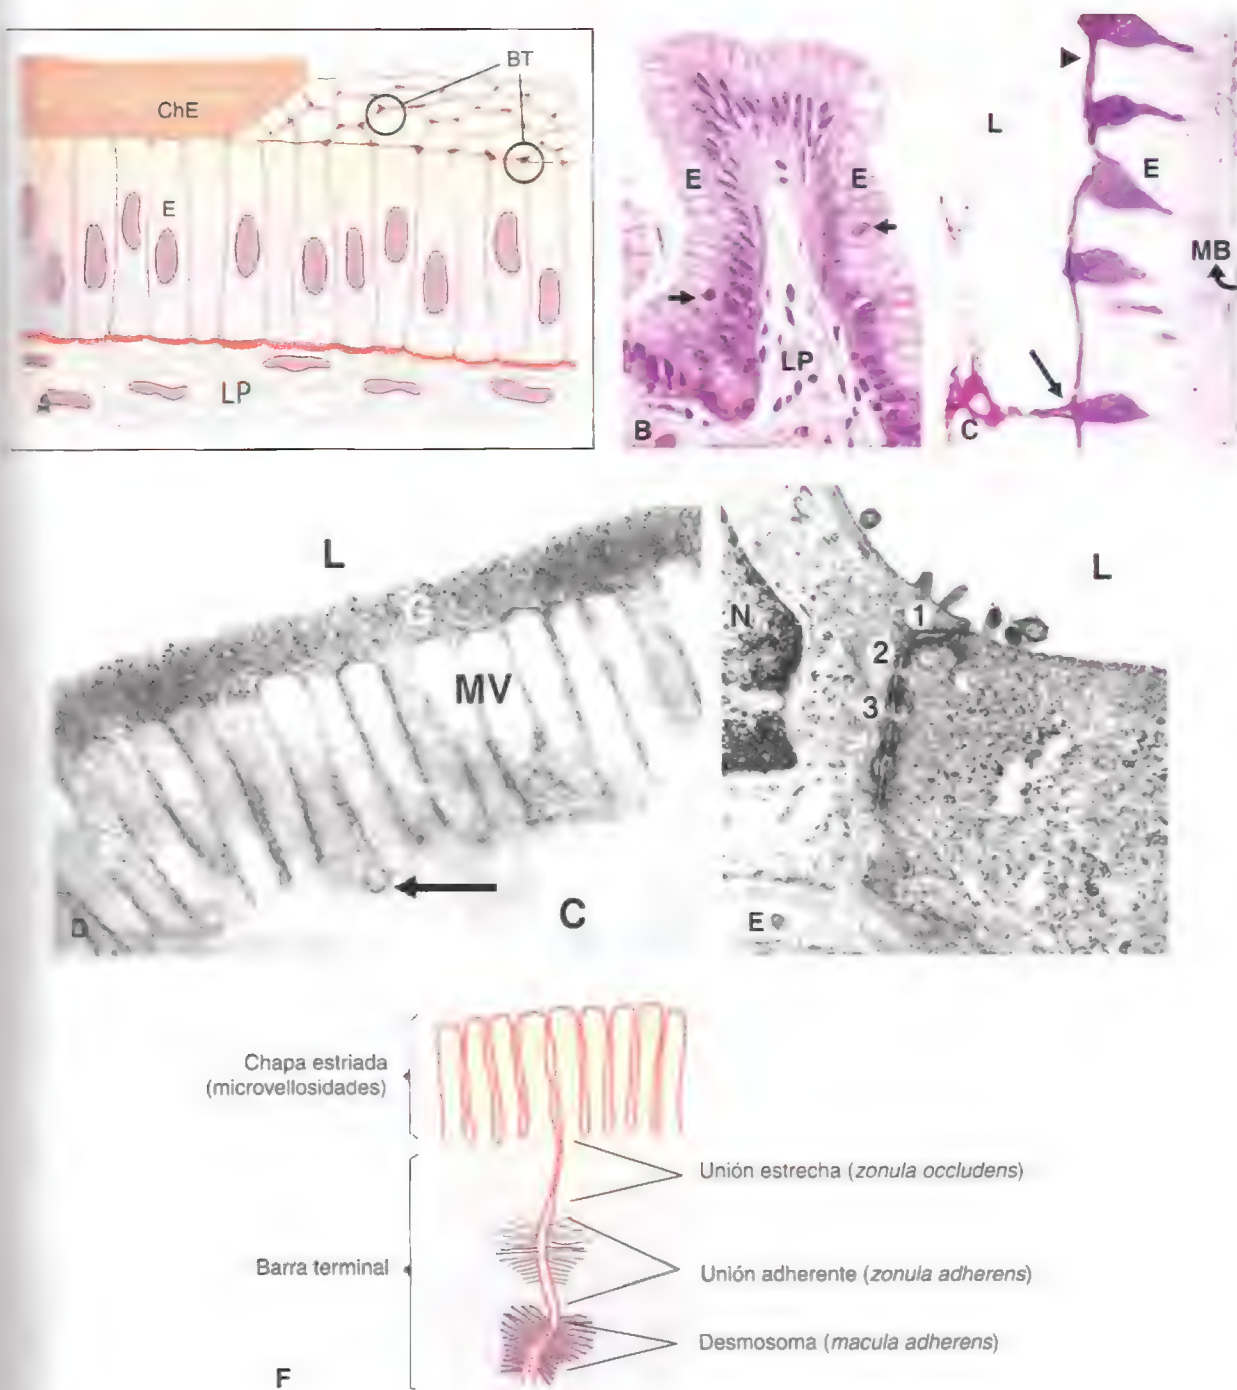 BT
ChE
E
LP
A
E
E
LP
B
L
E
MB
C
L
G
MV
D
C
L
N
1
2
3
E
Chapa estriada
(microvellosidades)
Unión estrecha (zonula occludens)
Barra terminal
Unión adherente (zonula adherens)
Desmosoma (macula adherens)
F